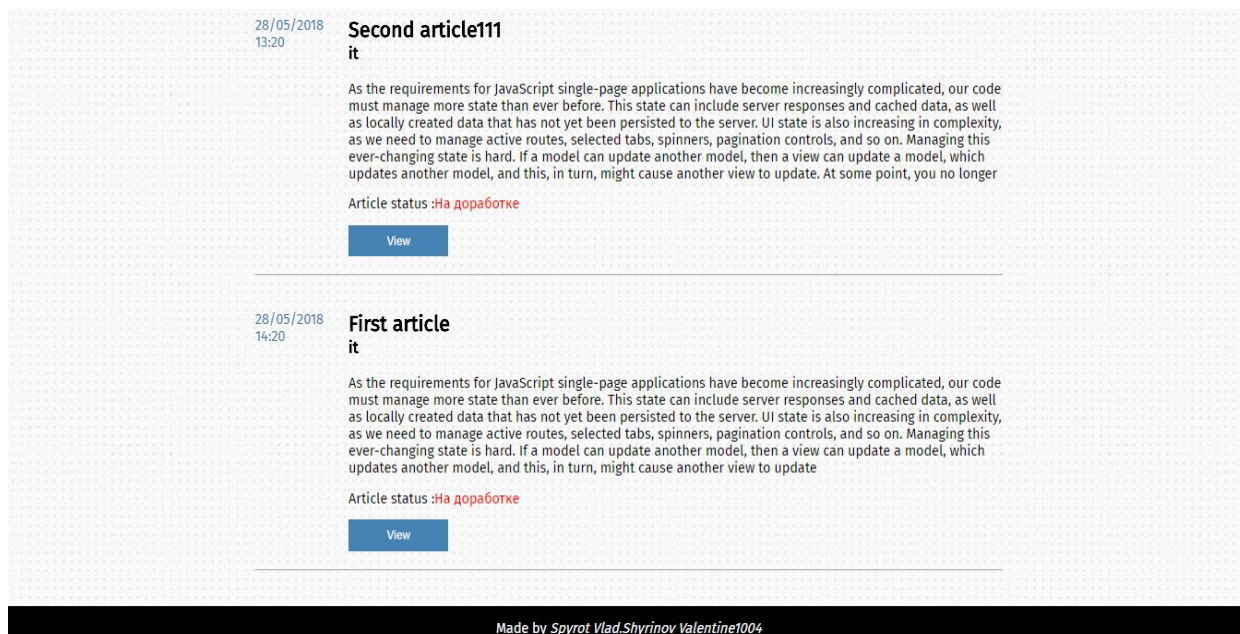 28/05/2018
13:20
Second article111
it
As the requirements for JavaScript single-page applications have become increasingly complicated, our code
must manage more state than ever before. This state can include server responses and cached data, as well
as locally created data that has not yet been persisted to the server. UI state is also increasing in complexity,
as we need to manage active routes, selected tabs, spinners, pagination controls, and so on. Managing this
ever-changing state is hard. If a model can update another model, then a view can update a model, which
updates another model, and this, in turn, might cause another view to update. At some point, you no longer
Article status :На доработке
View
28/05/2018
14:20
First article
it
As the requirements for JavaScript single-page applications have become increasingly complicated, our code
must manage more state than ever before. This state can include server responses and cached data, as well
as locally created data that has not yet been persisted to the server. UI state is also increasing in complexity,
as we need to manage active routes, selected tabs, spinners, pagination controls, and so on. Managing this
ever-changing state is hard. If a model can update another model, then a view can update a model, which
updates another model, and this, in turn, might cause another view to update
Article status :На доработке
View
Made by Spyrot Vlad.Shyrinov Valentine1004